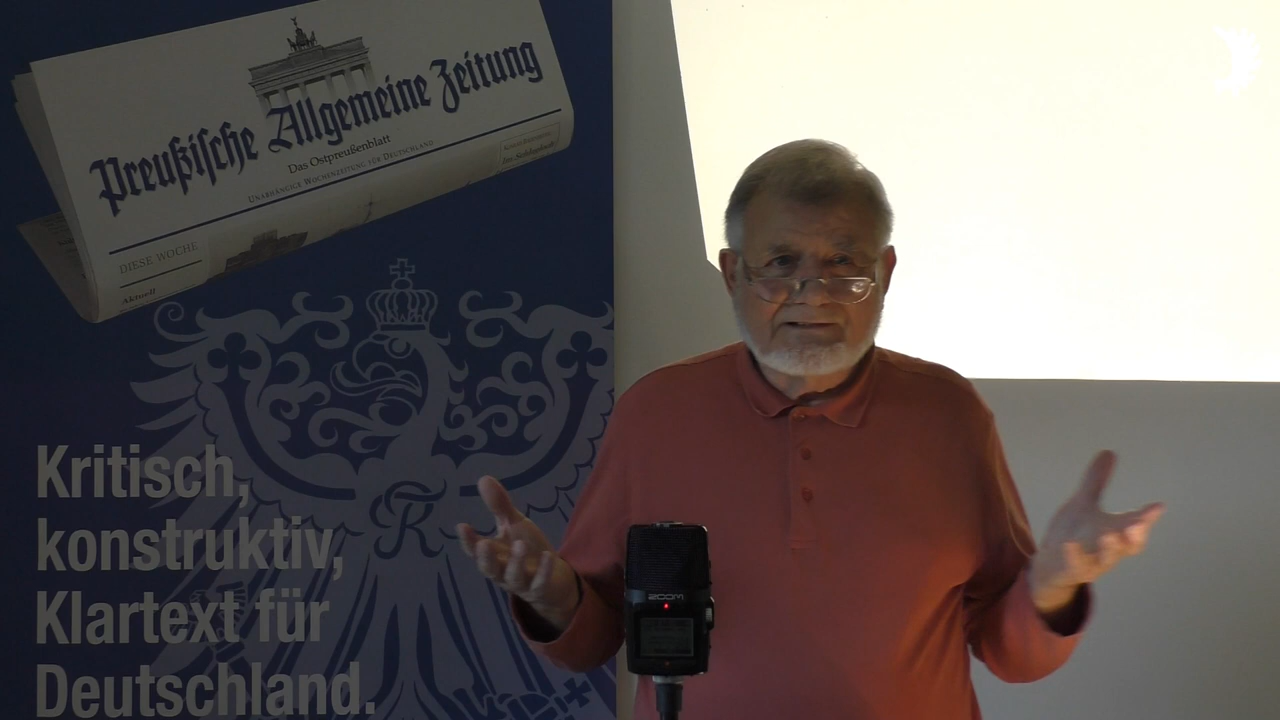 Preußische Allgemeine Zeitung
Das Ostpreußenblatt
Unabhängige Wochenzeitung für Deutschland
DIESE WOCHE
Aktuell
Kritisch,
konstruktiv,
Klartext für
Deutschland.
zoom